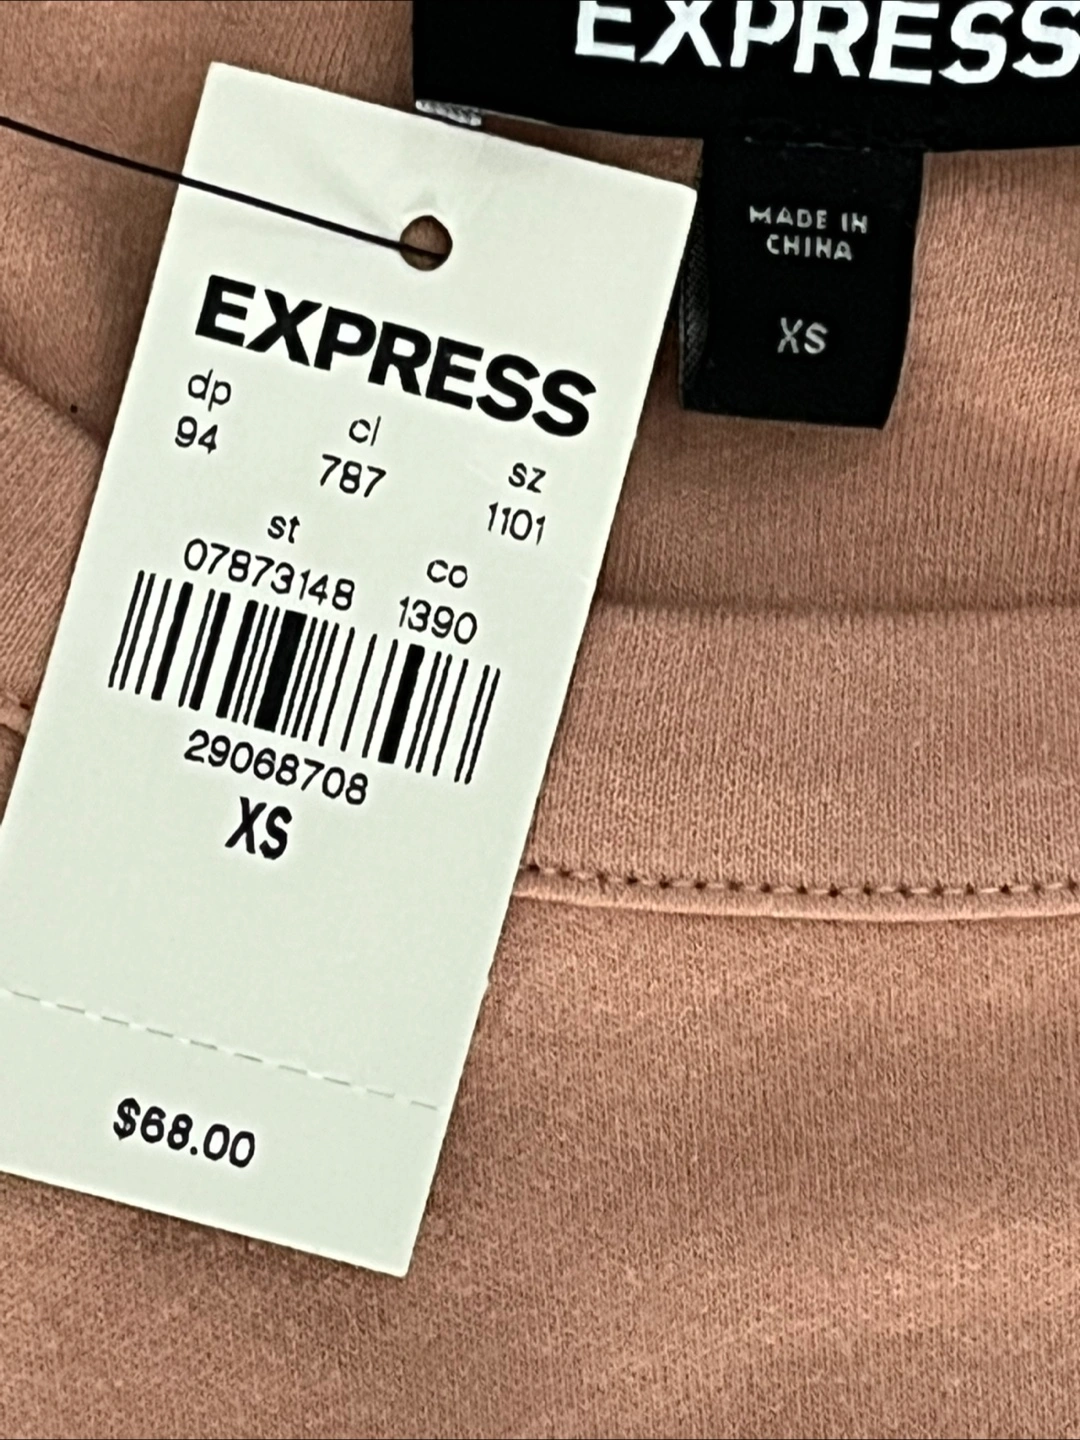 EXPRESS
MADE IN
CHINA
XS
EXPRESS
dp cl sz
94 787 1101
st co
07873148 1390
29068708
XS
$68.00